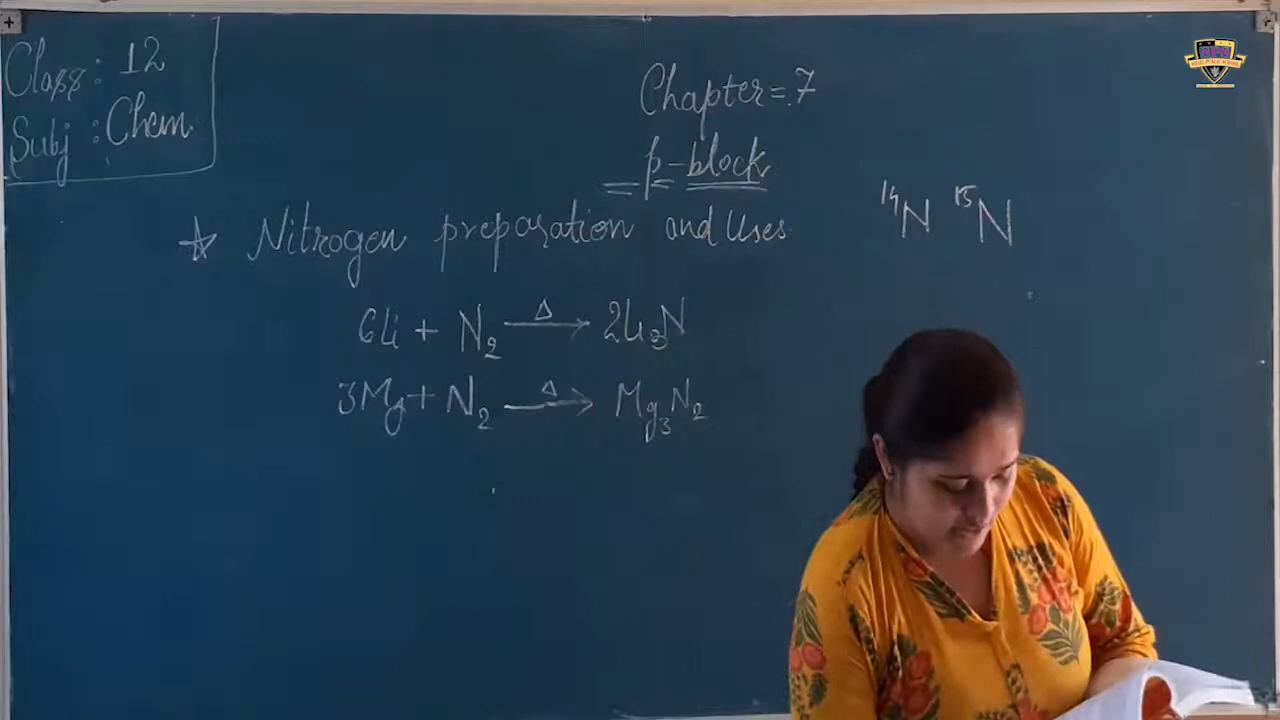 Class: 12
Subj: Chem.
Chapter=.7
p-block
☆ Nitrogen preparation and Uses
¹⁴N ¹⁵N
6Li + N₂ —Δ→ 2Li₃N
3Mg + N₂ —Δ→ Mg₃N₂